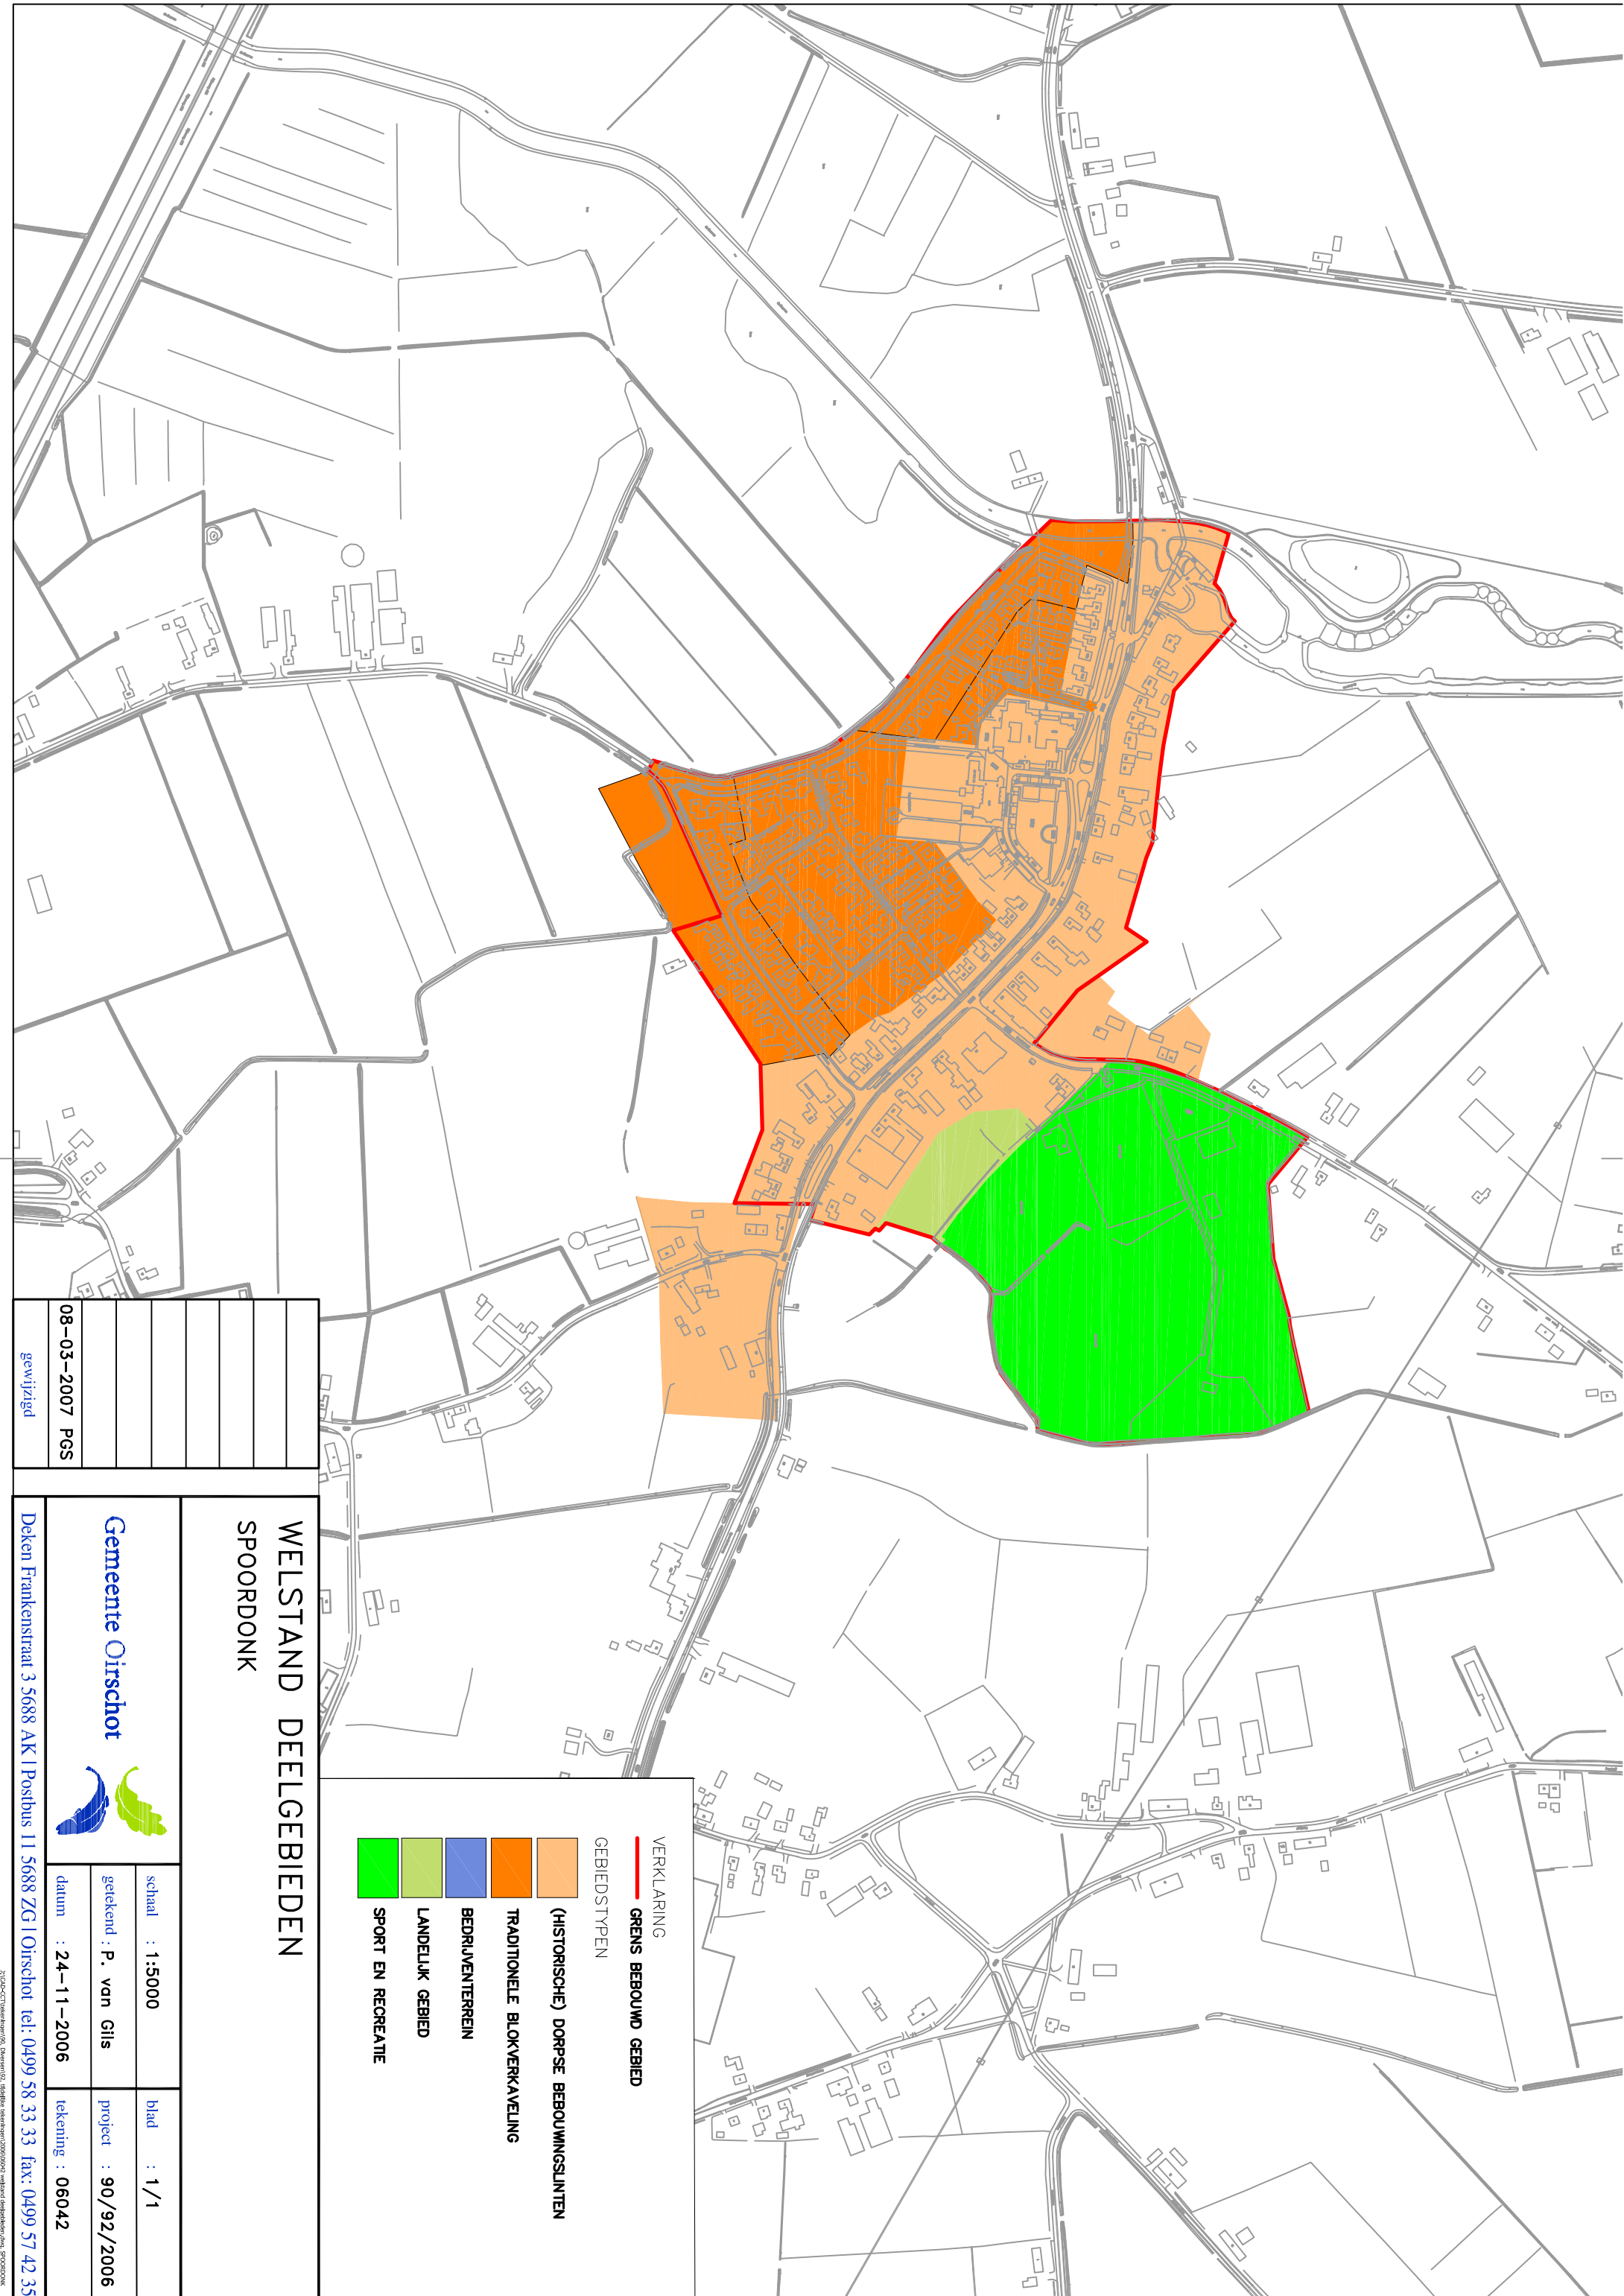 VERKLARING
GRENS BEBOUWD GEBIED
GEBIEDSTYPEN
(HISTORISCHE) DORPSE BEBOUWINGSLINTEN
TRADITIONELE BLOKVERKAVELING
BEDRIJVENTERREIN
LANDELIJK GEBIED
SPORT EN RECREATIE
08-03-2007 PGS
gewijzigd
WELSTAND DEELGEBIEDEN
SPOORDONK
Gemeente Oirschot
schaal : 1:5000
blad : 1/1
getekend : P. van Gils
project : 90/92/2006
datum : 24-11-2006
tekening : 06042
Deken Frankenstraat 3 5688 AK | Postbus 11 5688 ZG | Oirschot tel: 0499 58 33 33 fax: 0499 57 42 35